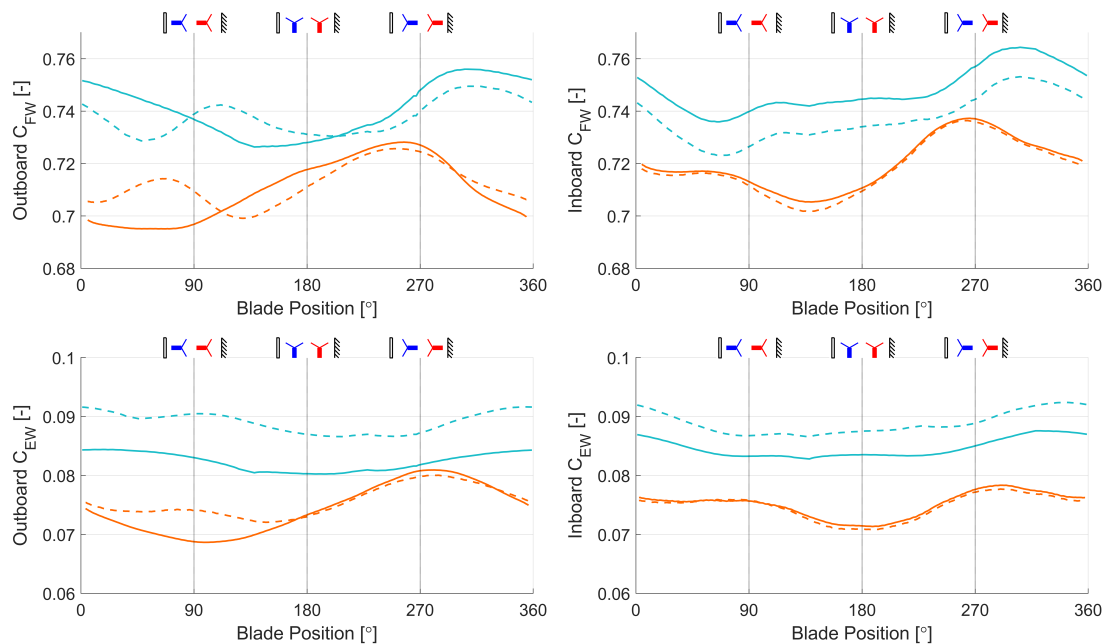 0.76
0.74
0.72
0.7
0.68
Outboard C_FW [-]
0 90 180 270 360
Blade Position [°]
0.76
0.74
0.72
0.7
0.68
Inboard C_FW [-]
0 90 180 270 360
Blade Position [°]
0.1
0.09
0.08
0.07
0.06
Outboard C_EW [-]
0 90 180 270 360
Blade Position [°]
0.1
0.09
0.08
0.07
0.06
Inboard C_EW [-]
0 90 180 270 360
Blade Position [°]